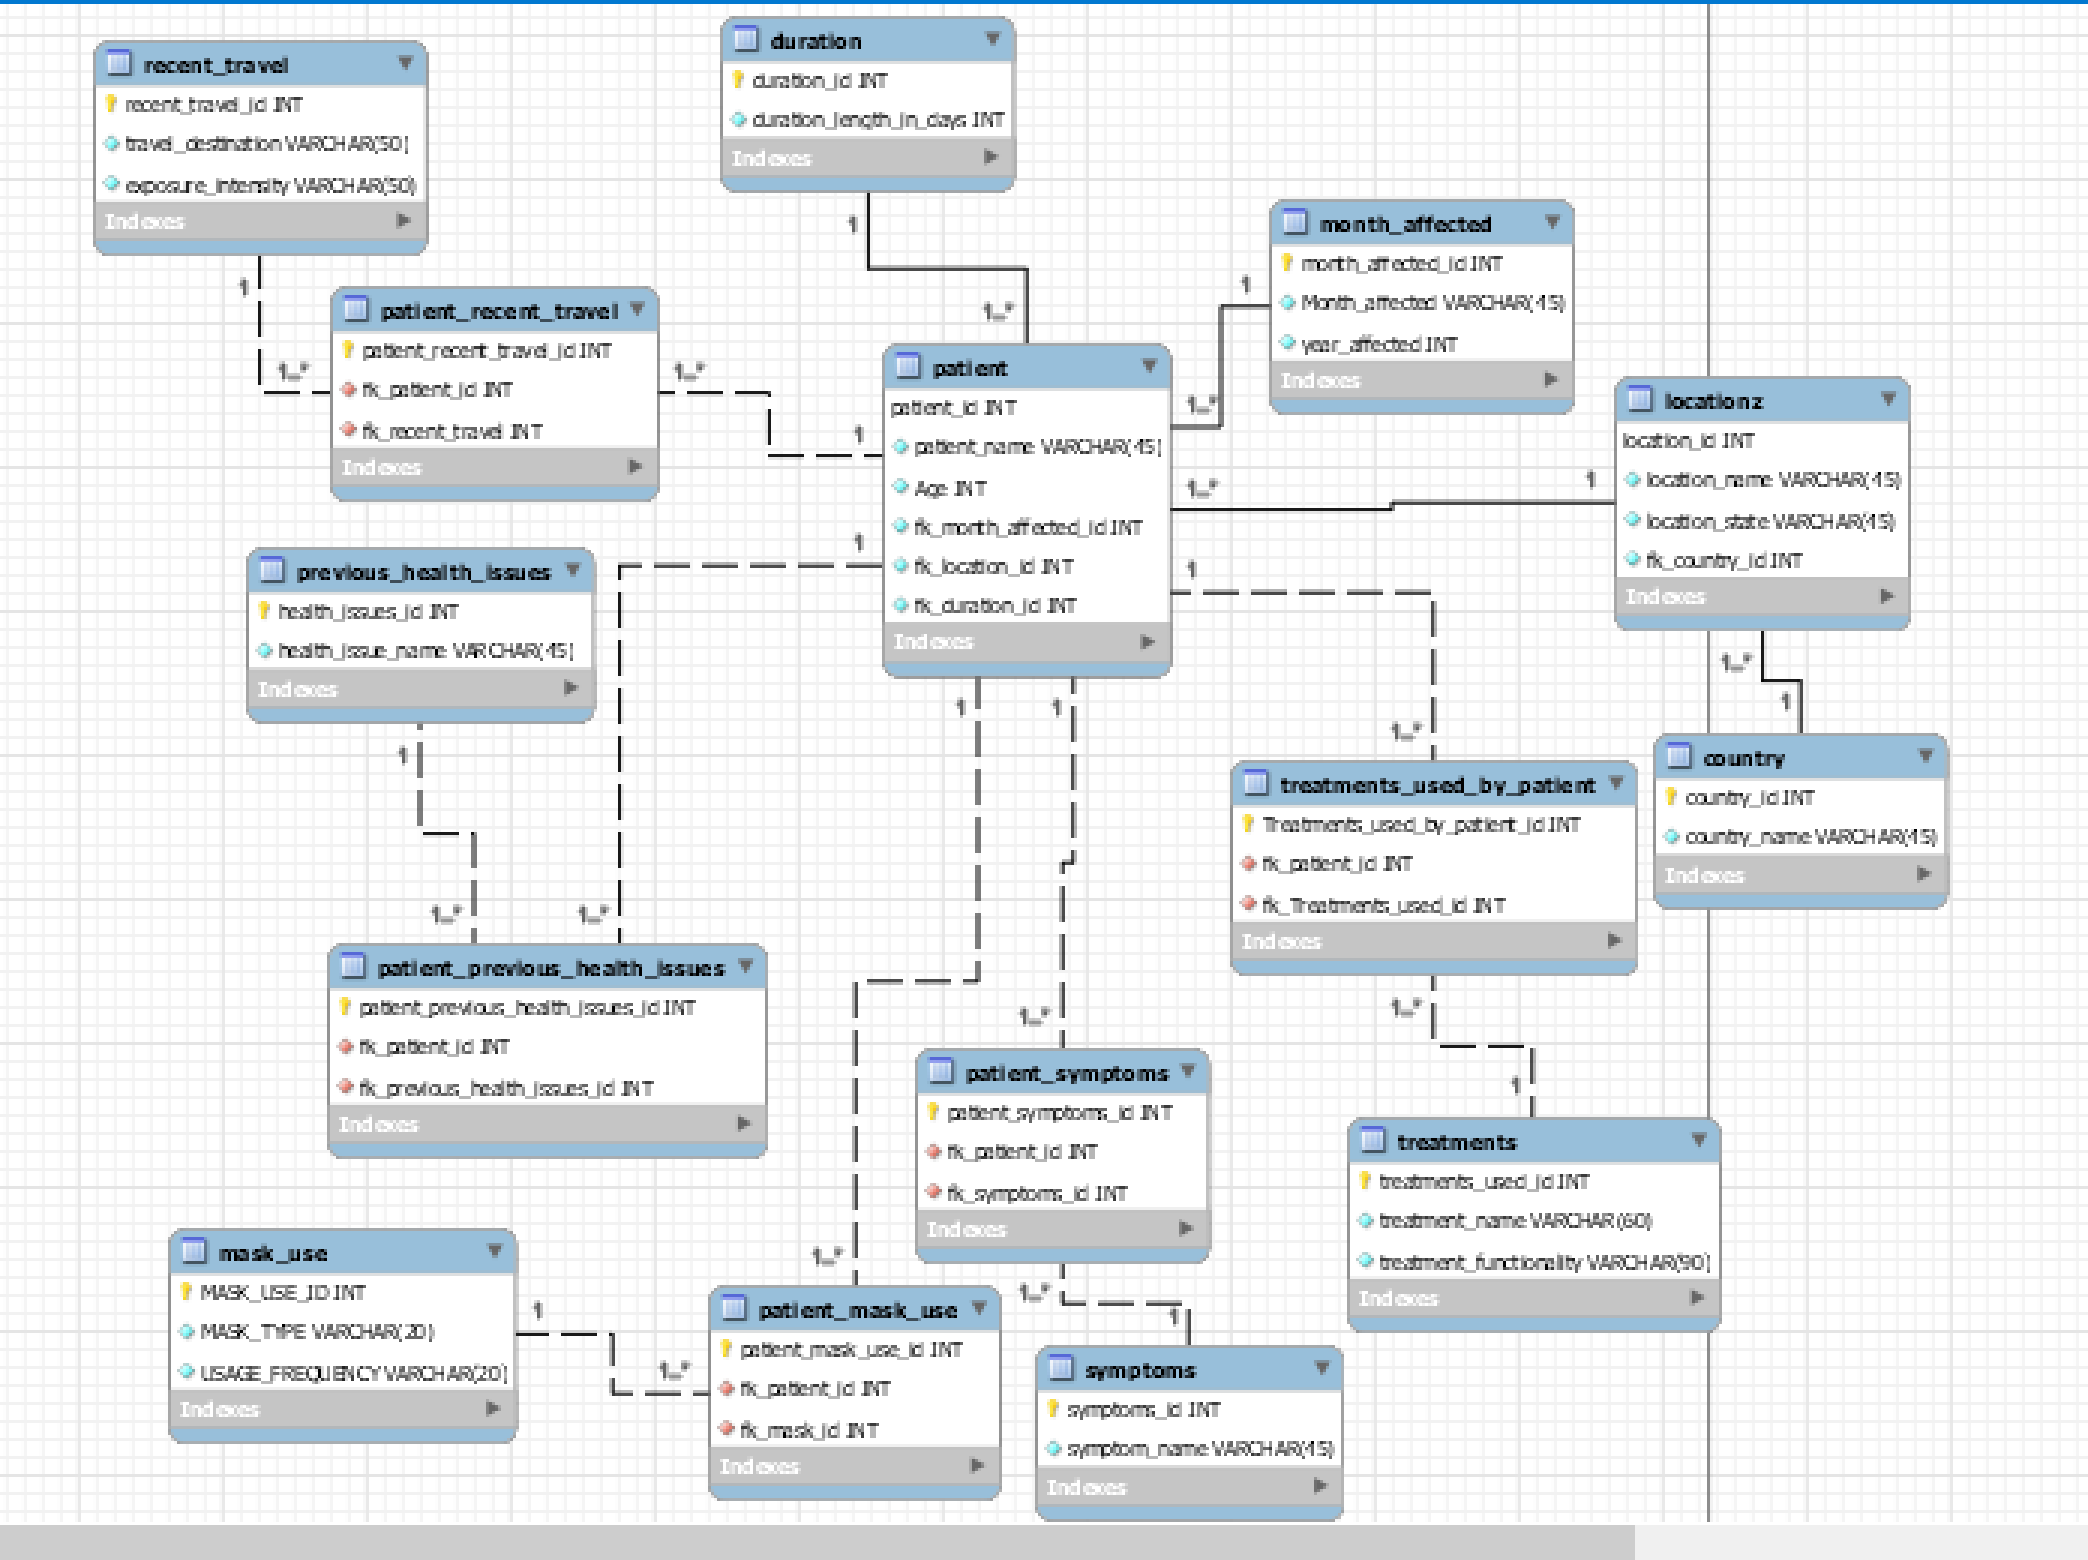 duration
duration_id INT
duration_length_in_days INT
Indexes
1
1..*
recent_travel
recent_travel_id INT
travel_destination VARCHAR(50)
exposure_intensity VARCHAR(50)
Indexes
1
1..*
patient_recent_travel
patient_recent_travel_id INT
fk_patient_id INT
fk_recent_travel INT
Indexes
1..*
1
month_affected
month_affected_id INT
Month_affected VARCHAR(45)
year_affected INT
Indexes
1
1..*
patient
patient_id INT
patient_name VARCHAR(45)
Age INT
fk_month_affected_id INT
fk_location_id INT
fk_duration_id INT
Indexes
1..*
1
locationz
location_id INT
location_name VARCHAR(45)
location_state VARCHAR(45)
fk_country_id INT
Indexes
1..*
1
country
country_id INT
country_name VARCHAR(45)
Indexes
previous_health_issues
health_issues_id INT
health_issue_name VARCHAR(45)
Indexes
1
1
1..*
1..*
patient_previous_health_issues
patient_previous_health_issues_id INT
fk_patient_id INT
fk_previous_health_issues_id INT
Indexes
1
1..*
treatments_used_by_patient
Treatments_used_by_patient_id INT
fk_patient_id INT
fk_Treatments_used_id INT
Indexes
1..*
1
treatments
treatments_used_id INT
treatment_name VARCHAR(60)
treatment_functionality VARCHAR(90)
Indexes
1
1
1..*
patient_symptoms
patient_symptoms_id INT
fk_patient_id INT
fk_symptoms_id INT
Indexes
1..*
1
symptoms
symptoms_id INT
symptom_name VARCHAR(45)
Indexes
mask_use
MASK_USE_ID INT
MASK_TYPE VARCHAR(20)
USAGE_FREQUENCY VARCHAR(20)
Indexes
1
1..*
1..*
patient_mask_use
patient_mask_use_id INT
fk_patient_id INT
fk_mask_id INT
Indexes